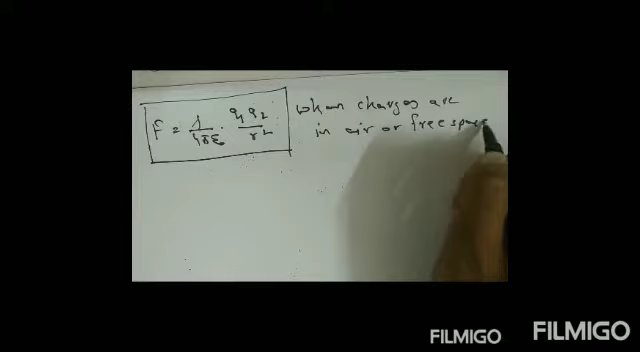 F = 1/4πε₀ · q₁q₂/r²
when charges are
in air or free space
FILMIGO
FILMIGO